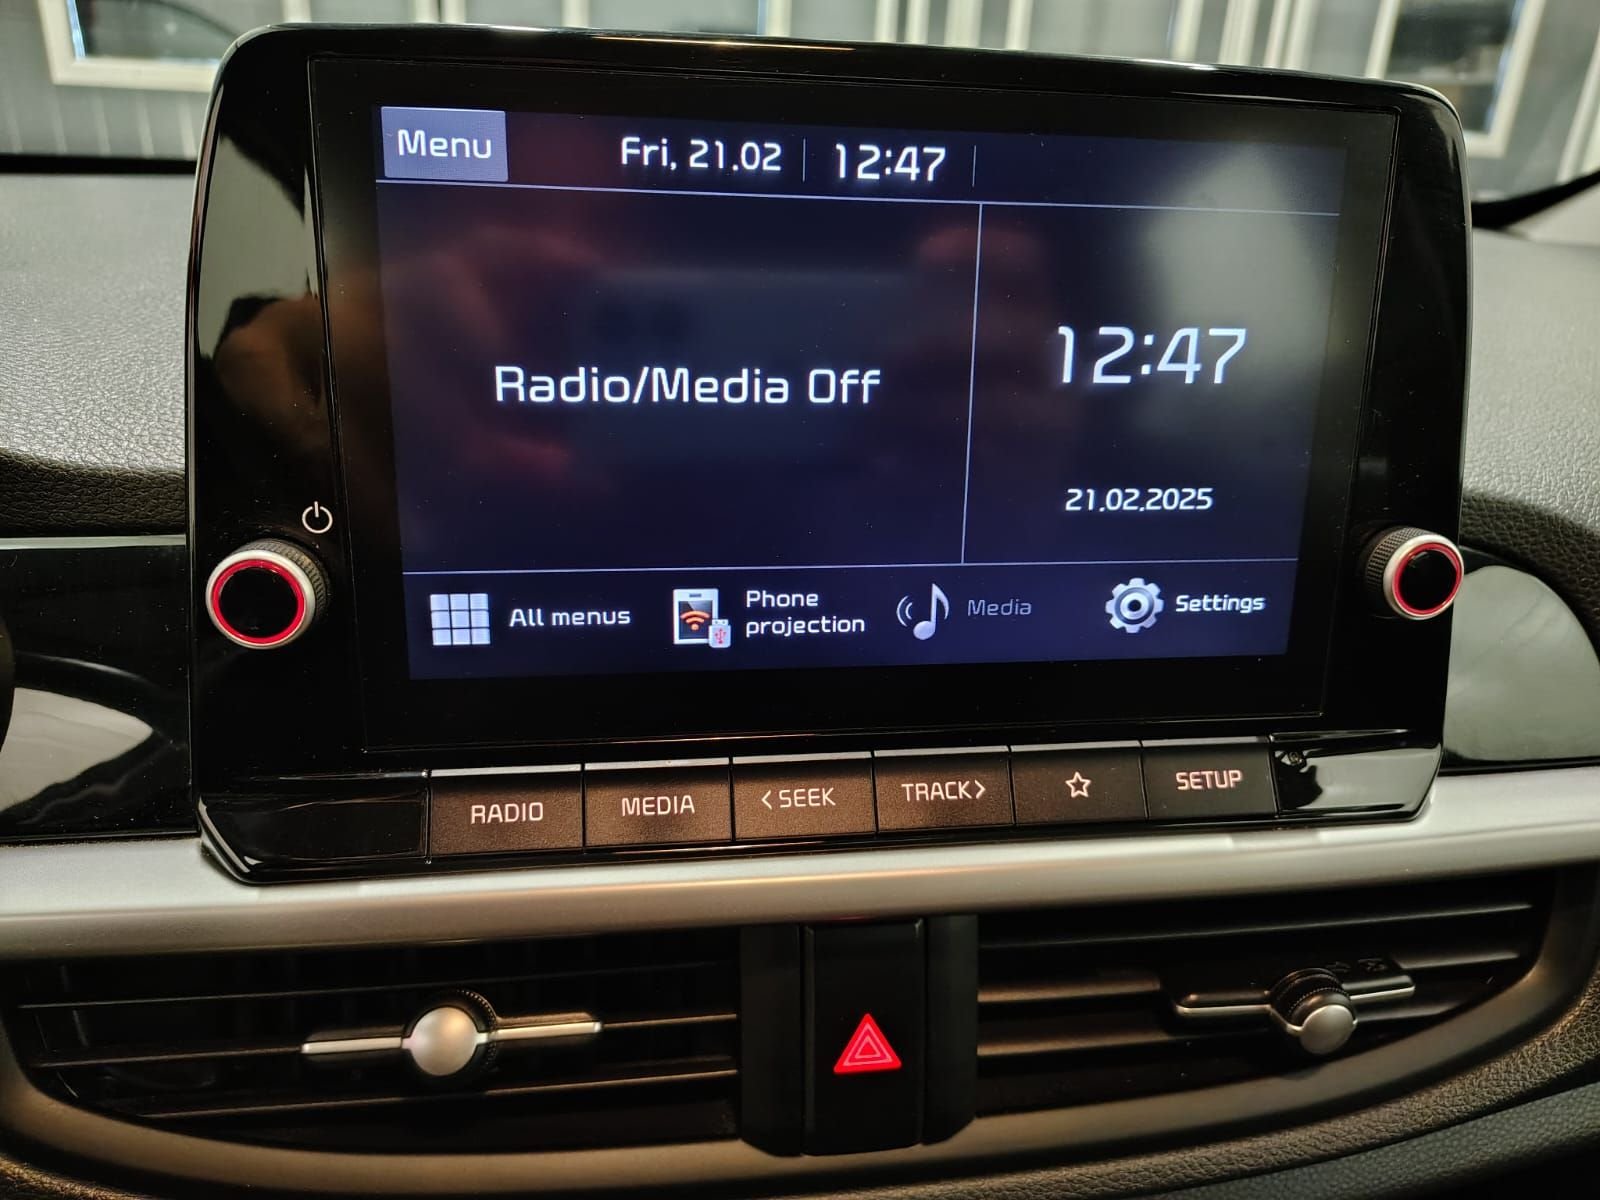 Menu
Fri, 21.02
12:47
Radio/Media Off
12:47
21.02.2025
All menus
Phone
projection
Media
Settings
RADIO
MEDIA
<SEEK
TRACK>
SETUP